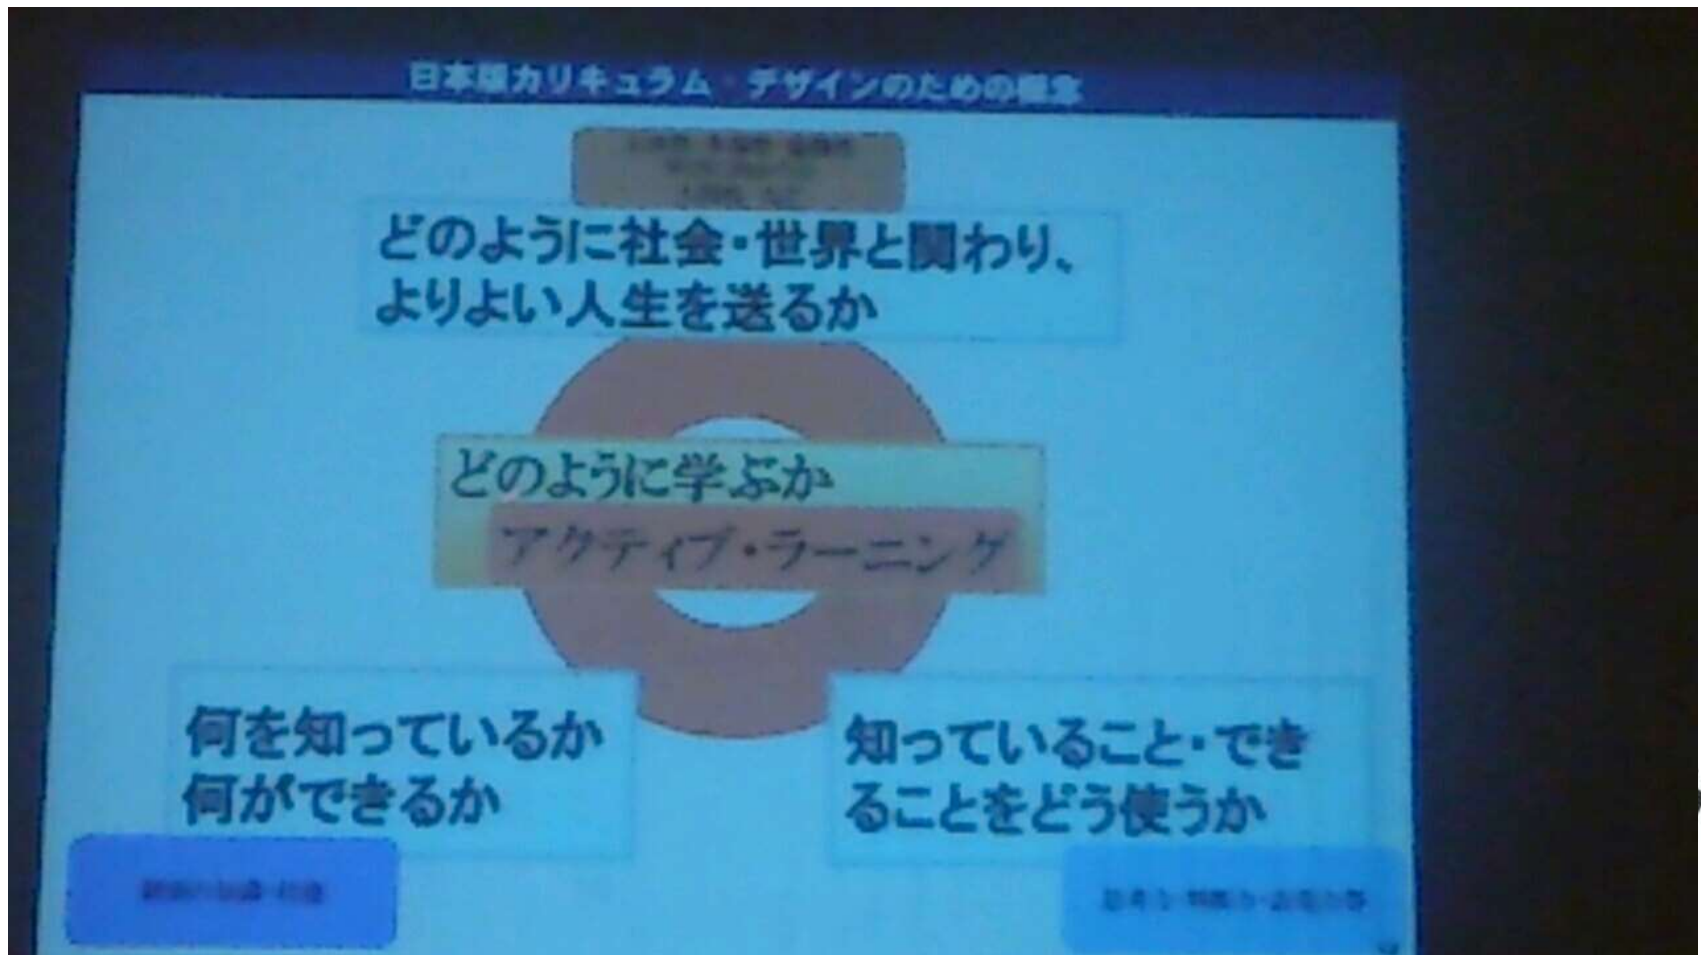 日本版カリキュラム・デザインのための概念
どのように社会・世界と関わり、
よりよい人生を送るか
どのように学ぶか
アクティブ・ラーニング
何を知っているか
何ができるか
知っていること・でき
ることをどう使うか